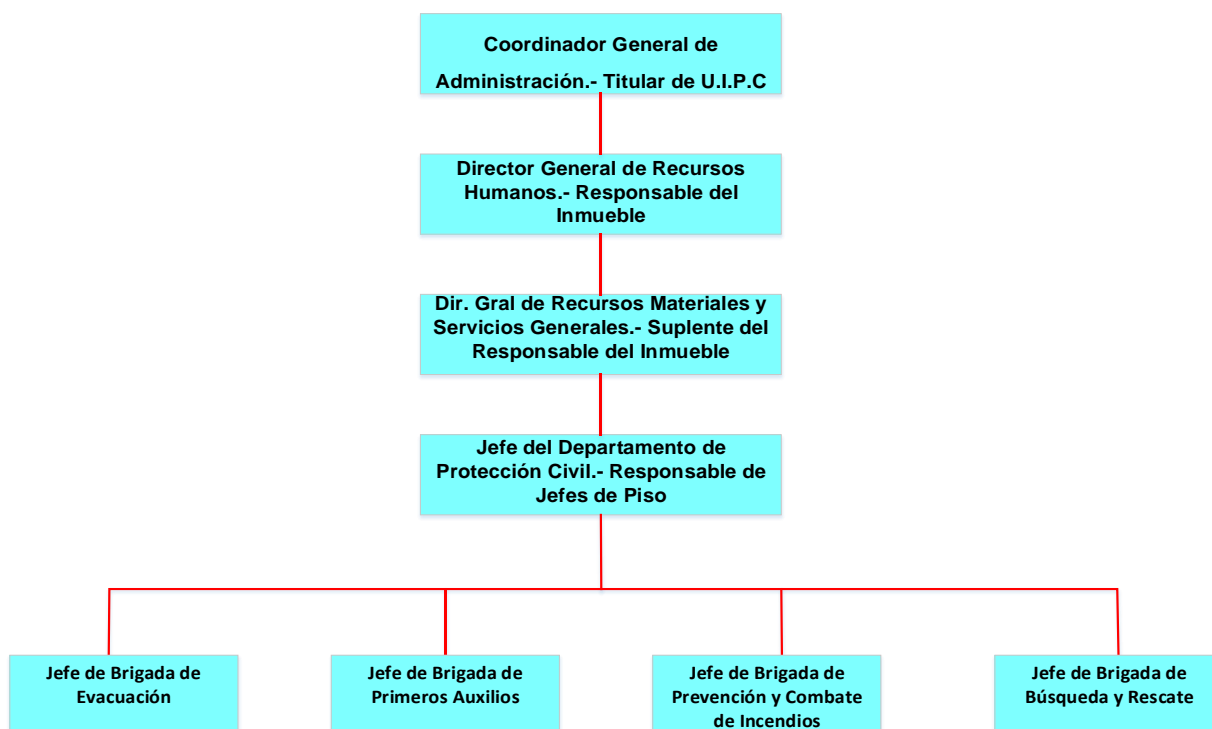 Coordinador General de
Administración.- Titular de U.I.P.C
Director General de Recursos
Humanos.- Responsable del
Inmueble
Dir. Gral de Recursos Materiales y
Servicios Generales.- Suplente del
Responsable del Inmueble
Jefe del Departamento de
Protección Civil.- Responsable de
Jefes de Piso
Jefe de Brigada de
Evacuación
Jefe de Brigada de
Primeros Auxilios
Jefe de Brigada de
Prevención y Combate
de Incendios
Jefe de Brigada de
Búsqueda y Rescate